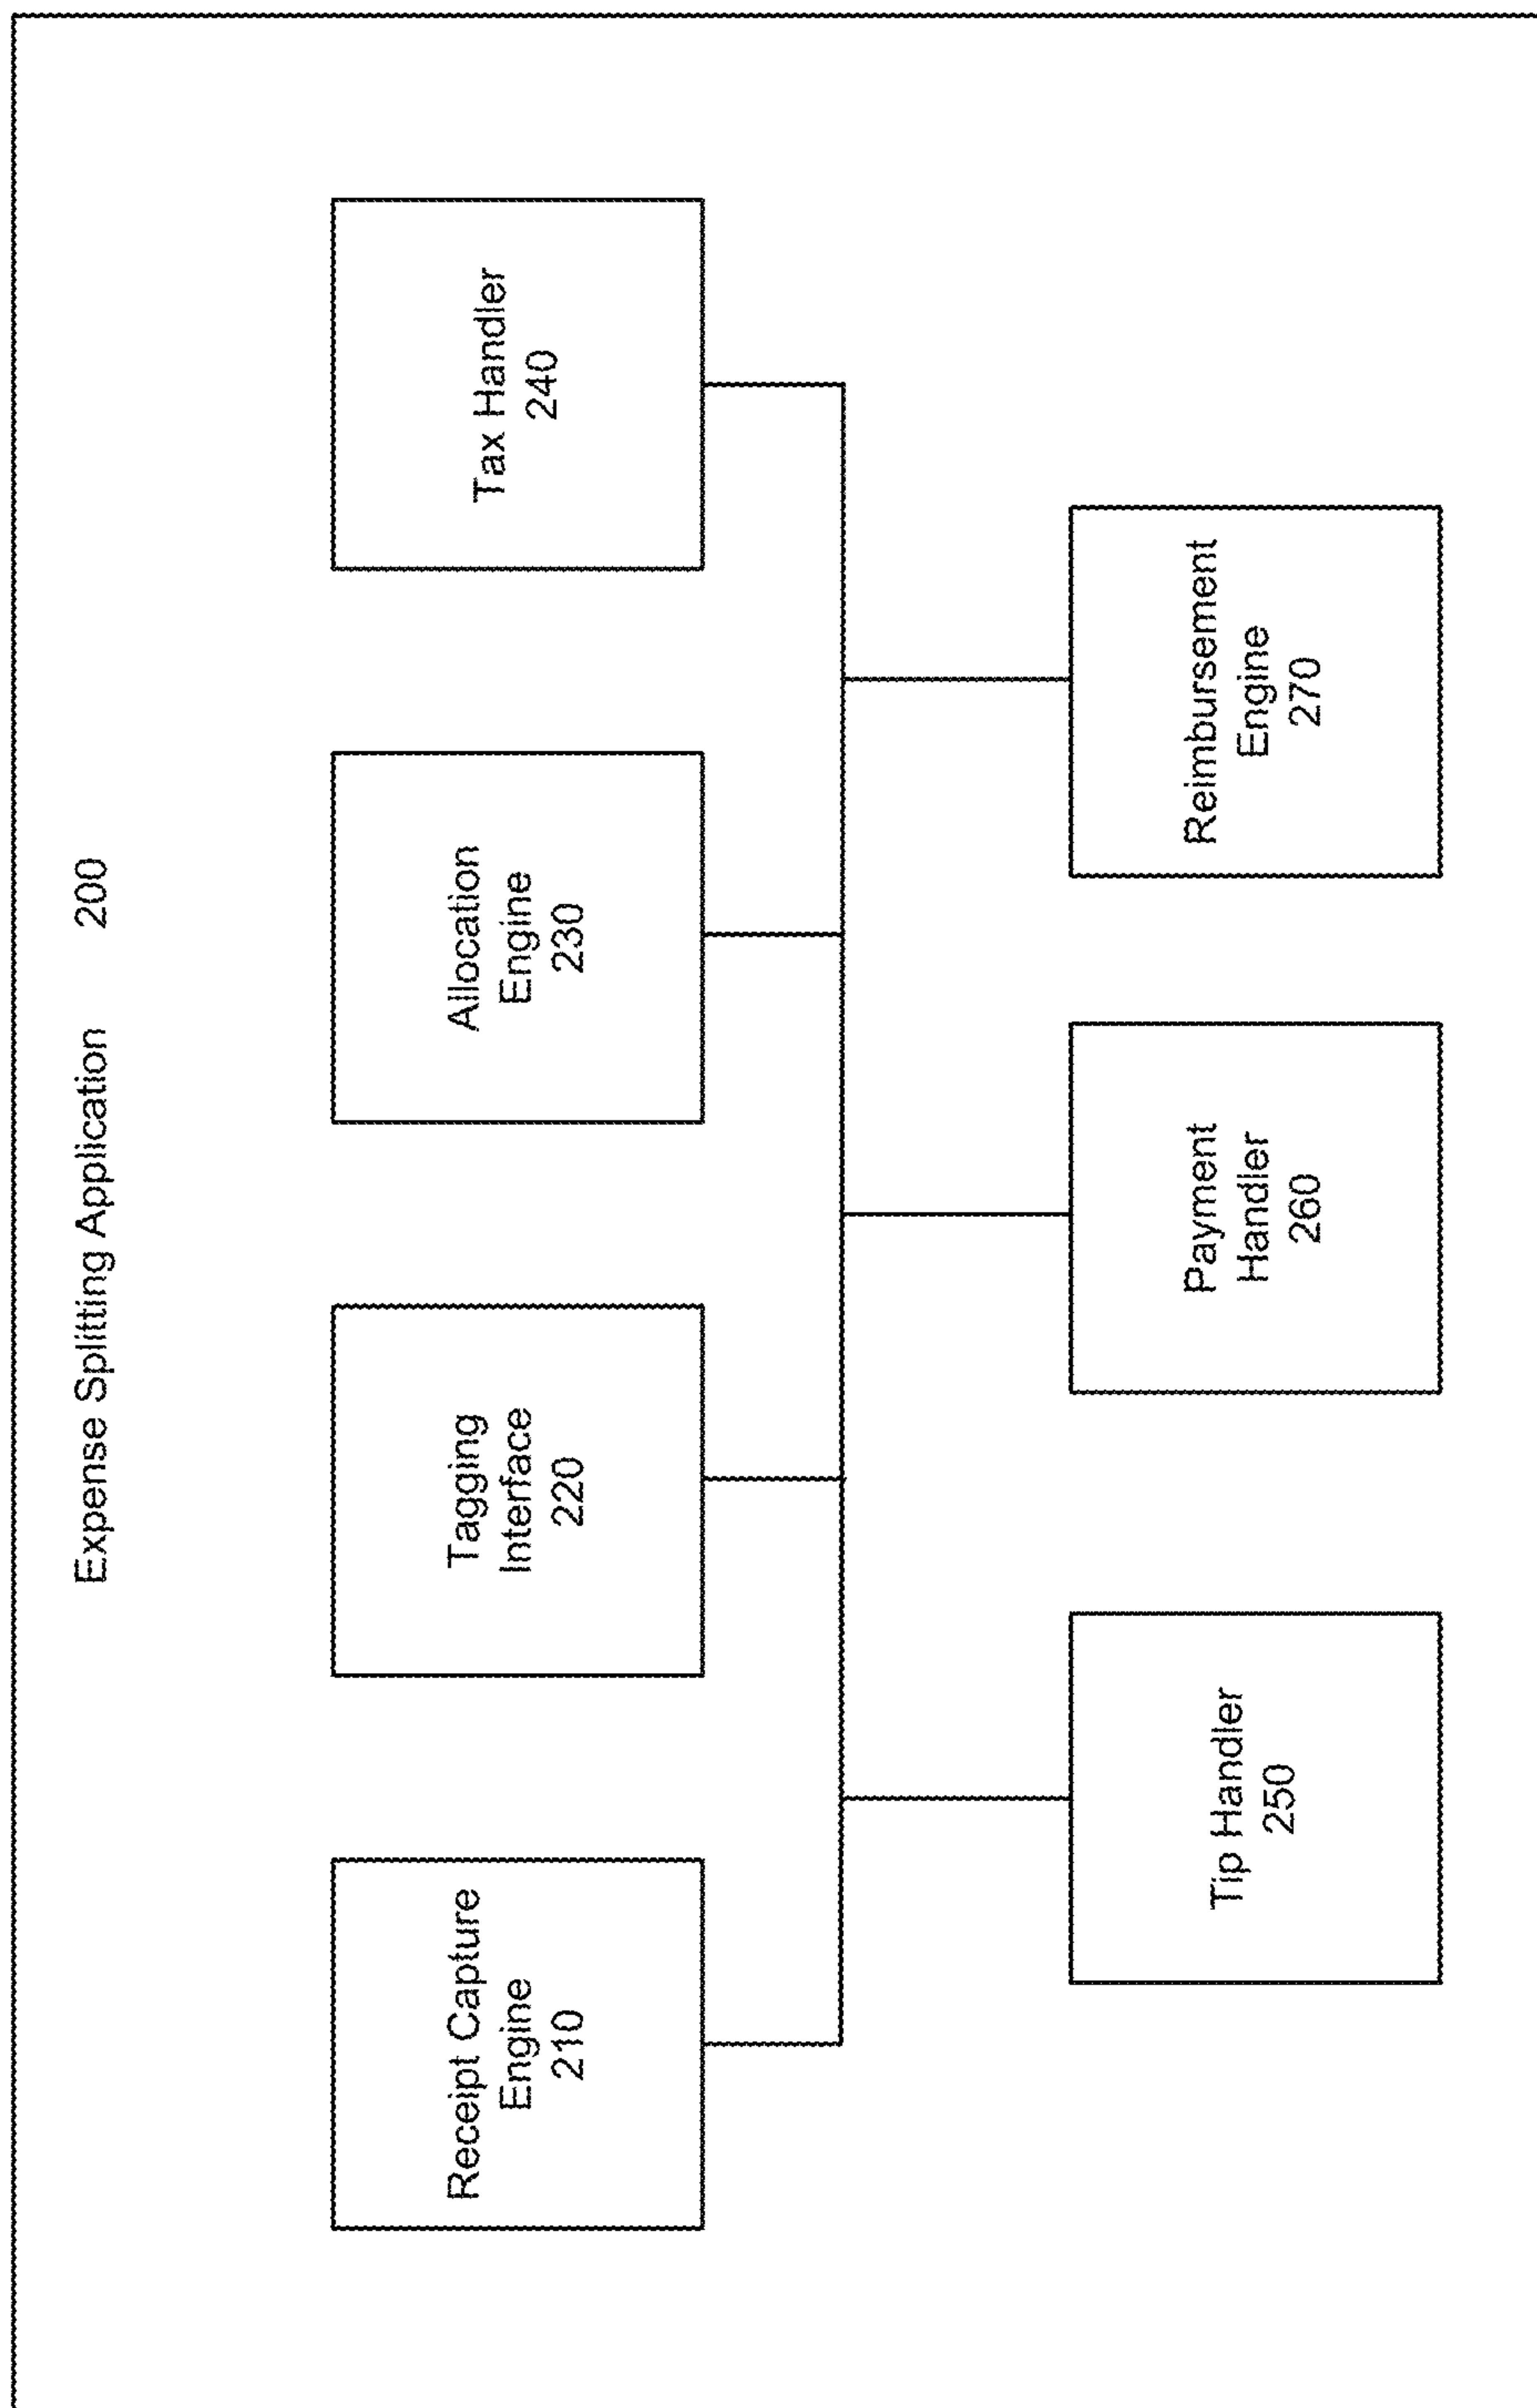 Expense Splitting Application 200
Receipt Capture
Engine
210
Tagging
Interface
220
Allocation
Engine
230
Tax Handler
240
Tip Handler
250
Payment
Handler
260
Reimbursement
Engine
270